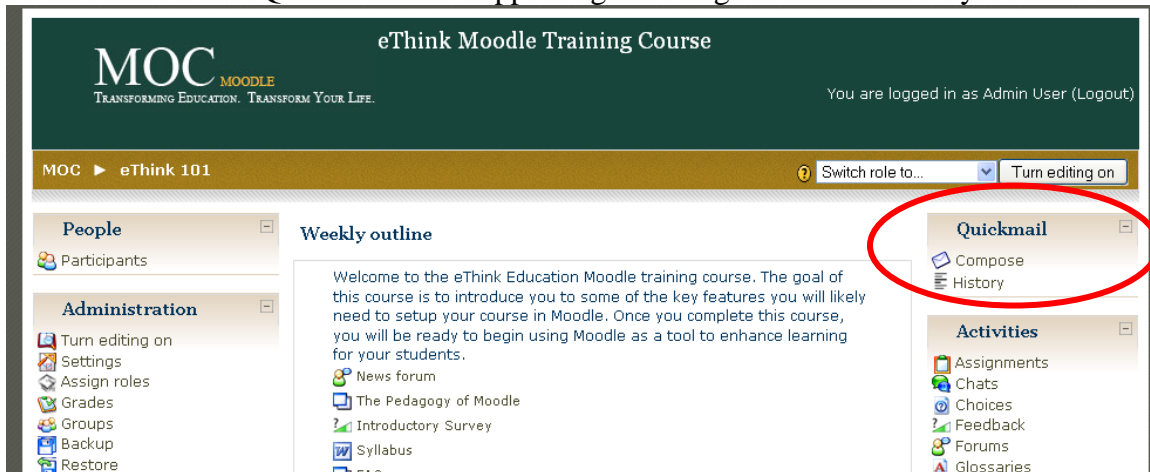 eThink Moodle Training Course
MOC MOODLE
TRANSFORMING EDUCATION. TRANSFORM YOUR LIFE.
You are logged in as Admin User (Logout)
MOC ► eThink 101
Switch role to...
Turn editing on
People
Participants
Administration
Turn editing on
Settings
Assign roles
Grades
Groups
Backup
Restore
Weekly outline
Welcome to the eThink Education Moodle training course. The goal of
this course is to introduce you to some of the key features you will likely
need to setup your course in Moodle. Once you complete this course,
you will be ready to begin using Moodle as a tool to enhance learning
for your students.
News forum
The Pedagogy of Moodle
Introductory Survey
Syllabus
Quickmail
Compose
History
Activities
Assignments
Chats
Choices
Feedback
Forums
Glossaries